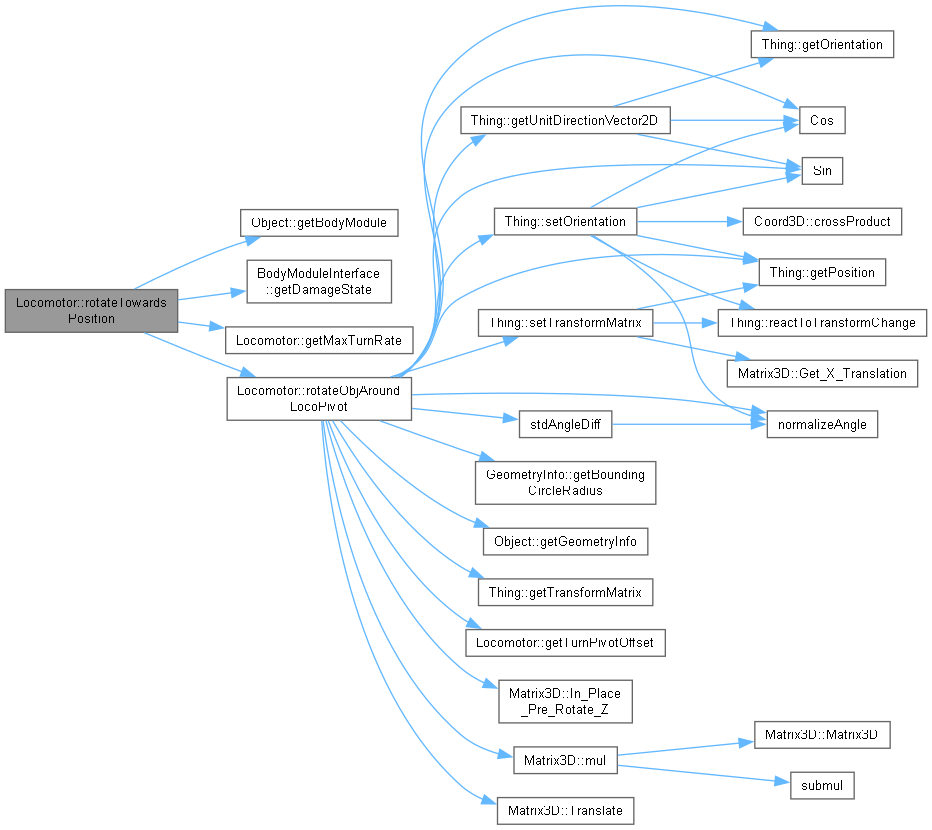 Locomotor::rotateTowards
Position
Object::getBodyModule
BodyModuleInterface
::getDamageState
Locomotor::getMaxTurnRate
Locomotor::rotateObjAround
LocoPivot
Thing::getUnitDirectionVector2D
Thing::setOrientation
Thing::setTransformMatrix
stdAngleDiff
GeometryInfo::getBounding
CircleRadius
Object::getGeometryInfo
Thing::getTransformMatrix
Locomotor::getTurnPivotOffset
Matrix3D::In_Place
_Pre_Rotate_Z
Matrix3D::mul
Matrix3D::Translate
Thing::getOrientation
Cos
Sin
Coord3D::crossProduct
Thing::getPosition
Thing::reactToTransformChange
Matrix3D::Get_X_Translation
normalizeAngle
Matrix3D::Matrix3D
submul